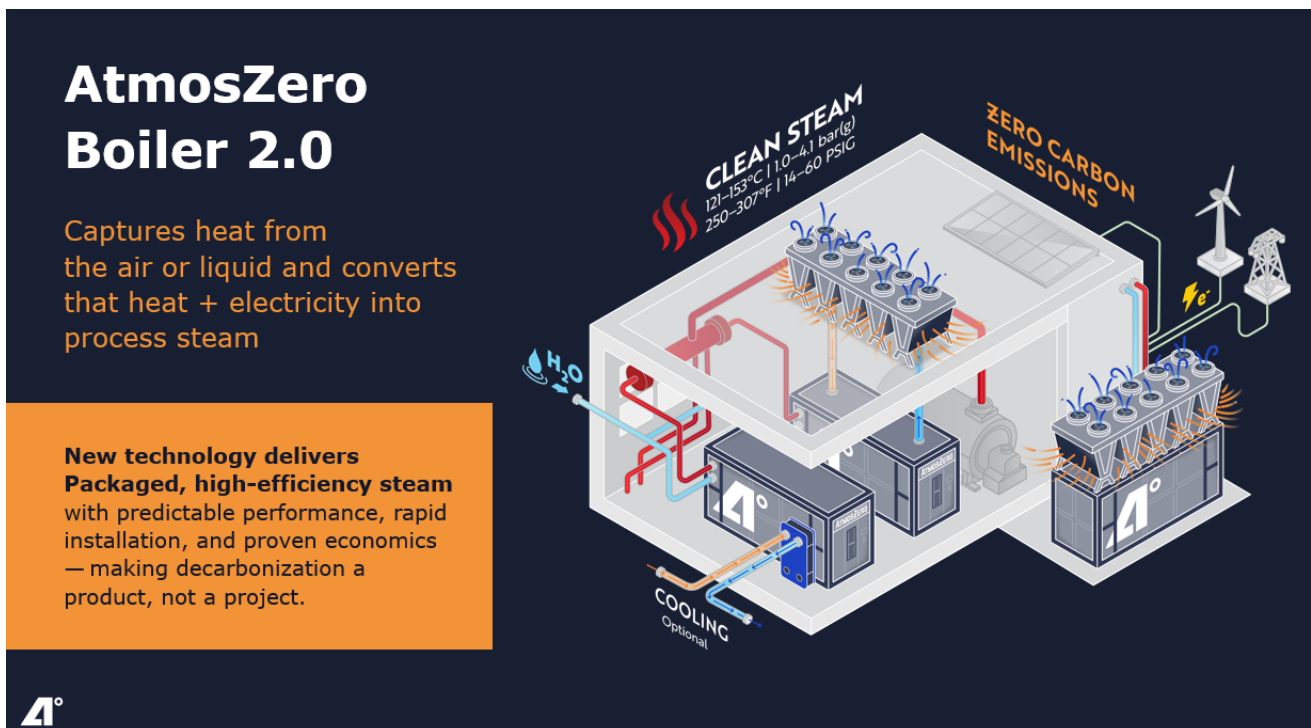 AtmosZero
Boiler 2.0
Captures heat from
the air or liquid and converts
that heat + electricity into
process steam
New technology delivers
Packaged, high-efficiency steam
with predictable performance, rapid
installation, and proven economics
— making decarbonization a
product, not a project.
CLEAN STEAM
121–153°C | 1.0–4.1 bar(g)
250–307°F | 14–60 PSIG
ZERO CARBON
EMISSIONS
e-
H₂O
ATMOSZERO
ATMOSZERO
A°
A°
COOLING
Optional
A°